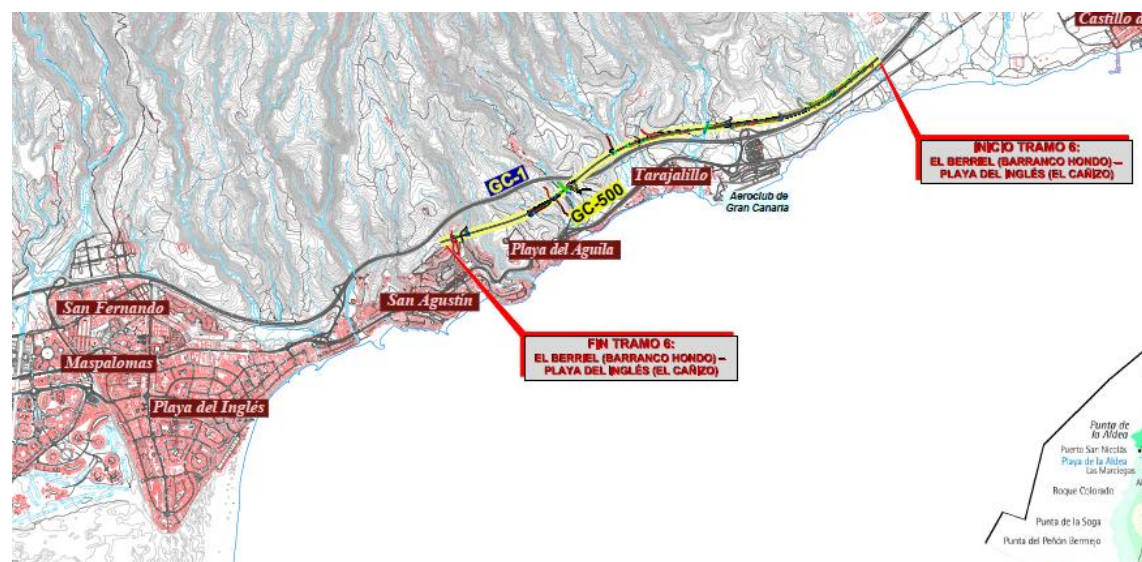 Castillo d
INICIO TRAMO 6:
EL BERRIEL (BARRANCO HONDO) –
PLAYA DEL INGLÉS (EL CAÑIZO)
GC-1
Tarajalillo
Aeroclub de
Gran Canaria
GC-500
Playa del Aguila
San Agustín
San Fernando
FIN TRAMO 6:
EL BERRIEL (BARRANCO HONDO) –
PLAYA DEL INGLÉS (EL CAÑIZO)
Maspalomas
Playa del Inglés
Punta de
la Aldea
Puerto San Nicolás
Playa de la Aldea
Las Marciegas
Al
Roque Colorado
Punta de la Soga
Punta del Peñón Bermejo